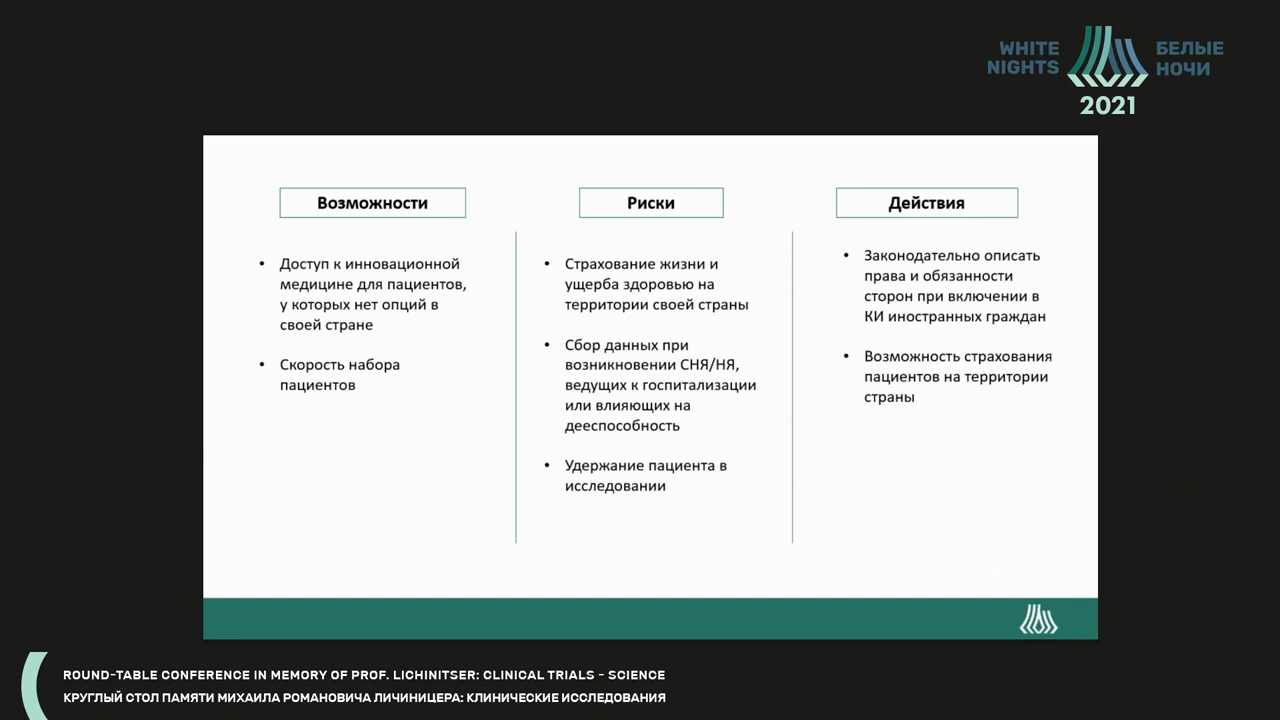 WHITE NIGHTS
БЕЛЫЕ НОЧИ
2021
Возможности
• Доступ к инновационной
медицине для пациентов,
у которых нет опций в
своей стране
• Скорость набора
пациентов
Риски
• Страхование жизни и
ущерба здоровью на
территории своей страны
• Сбор данных при
возникновении СНЯ/НЯ,
ведущих к госпитализации
или влияющих на
дееспособность
• Удержание пациента в
исследовании
Действия
• Законодательно описать
права и обязанности
сторон при включении в
КИ иностранных граждан
• Возможность страхования
пациентов на территории
страны
ROUND-TABLE CONFERENCE IN MEMORY OF PROF. LICHINITSER: CLINICAL TRIALS - SCIENCE
КРУГЛЫЙ СТОЛ ПАМЯТИ МИХАИЛА РОМАНОВИЧА ЛИЧИНИЦЕРА: КЛИНИЧЕСКИЕ ИССЛЕДОВАНИЯ